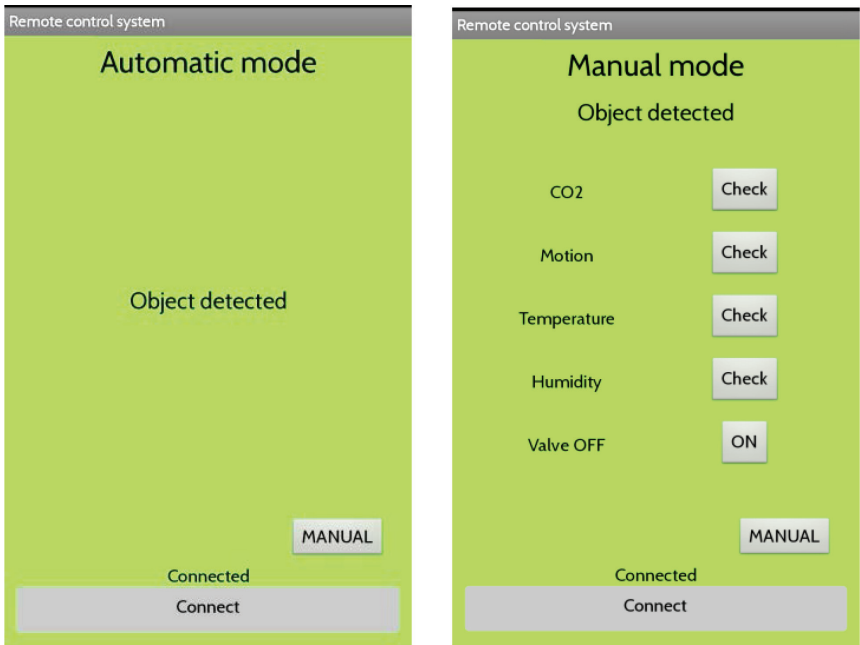 Remote control system
Automatic mode
Object detected
MANUAL
Connected
Connect
Remote control system
Manual mode
Object detected
CO2 Check
Motion Check
Temperature Check
Humidity Check
Valve OFF ON
MANUAL
Connected
Connect